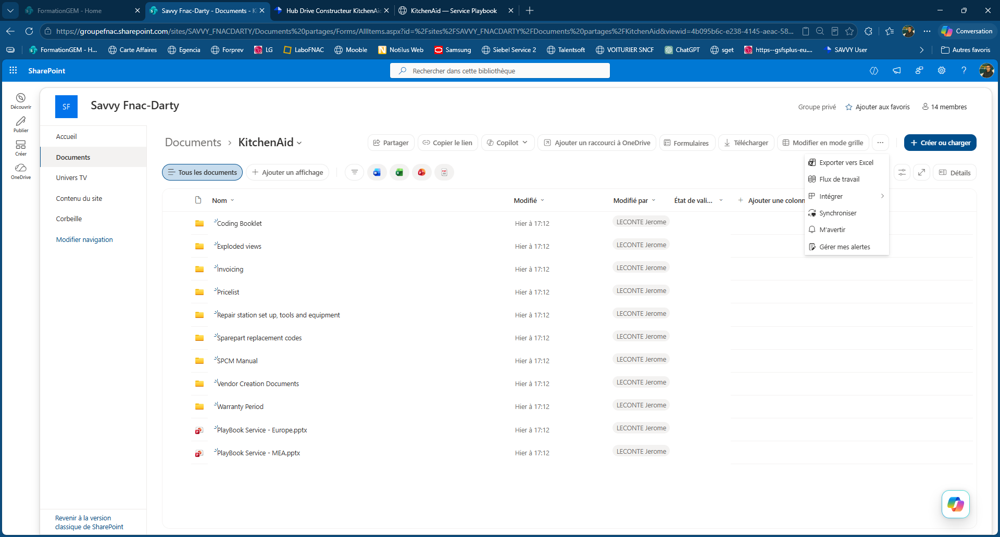 FormationGEM - Home
Savvy Fnac-Darty - Documents - K
Hub Drive Constructeur KitchenAid
KitchenAid — Service Playbook
https://groupefnac.sharepoint.com/sites/SAVVY_FNACDARTY/Documents%20partages/Forms/AllItems.aspx?id=%2Fsites%2FSAVVY_FNACDARTY%2FDocuments%20partages%2FKitchenAid&viewid=4b095b6c-e238-4145-aeac-58...
Conversation
FormationGEM - H...
Carte Affaires
Egencia
Forprev
LG
LaboFNAC
Mooble
Notilus Web
Samsung
Siebel Service 2
Talentsoft
VOITURIER SNCF
ChatGPT
sget
https--gsfsplus-eu....
SAVVY User
Autres favoris
SharePoint
Rechercher dans cette bibliothèque
Découvrir
Publier
Créer
OneDrive
SF
Savvy Fnac-Darty
Groupe privé
Ajouter aux favoris
14 membres
Accueil
Documents
Univers TV
Contenu du site
Corbeille
Modifier navigation
Revenir à la version
classique de SharePoint
Documents > KitchenAid
Partager
Copier le lien
Copilot
Ajouter un raccourci à OneDrive
Formulaires
Télécharger
Modifier en mode grille
...
+ Créer ou charger
Tous les documents
+ Ajouter un affichage
Détails
Exporter vers Excel
Flux de travail
Intégrer
Synchroniser
M'avertir
Gérer mes alertes
Nom
Modifié
Modifié par
État de vali...
+ Ajouter une colonn
Coding Booklet Hier à 17:12 LECONTE Jerome
Exploded views Hier à 17:12 LECONTE Jerome
Invoicing Hier à 17:12 LECONTE Jerome
Pricelist Hier à 17:12 LECONTE Jerome
Repair station set up, tools and equipment Hier à 17:12 LECONTE Jerome
Sparepart replacement codes Hier à 17:12 LECONTE Jerome
SPCM Manual Hier à 17:12 LECONTE Jerome
Vendor Creation Documents Hier à 17:12 LECONTE Jerome
Warranty Period Hier à 17:12 LECONTE Jerome
PlayBook Service - Europe.pptx Hier à 17:12 LECONTE Jerome
PlayBook Service - MEA.pptx Hier à 17:12 LECONTE Jerome